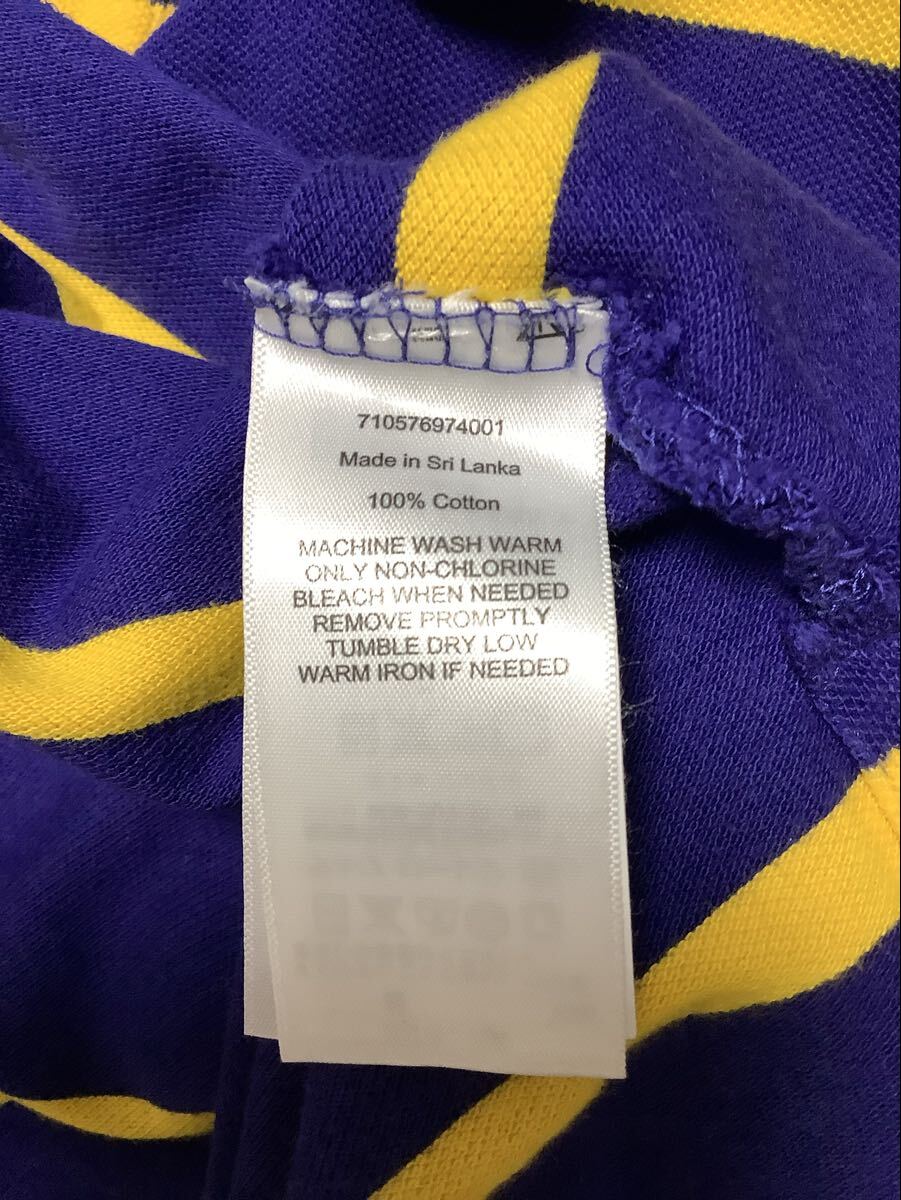 710576974001
Made in Sri Lanka
100% Cotton
MACHINE WASH WARM
ONLY NON-CHLORINE
BLEACH WHEN NEEDED
REMOVE PROMPTLY
TUMBLE DRY LOW
WARM IRON IF NEEDED